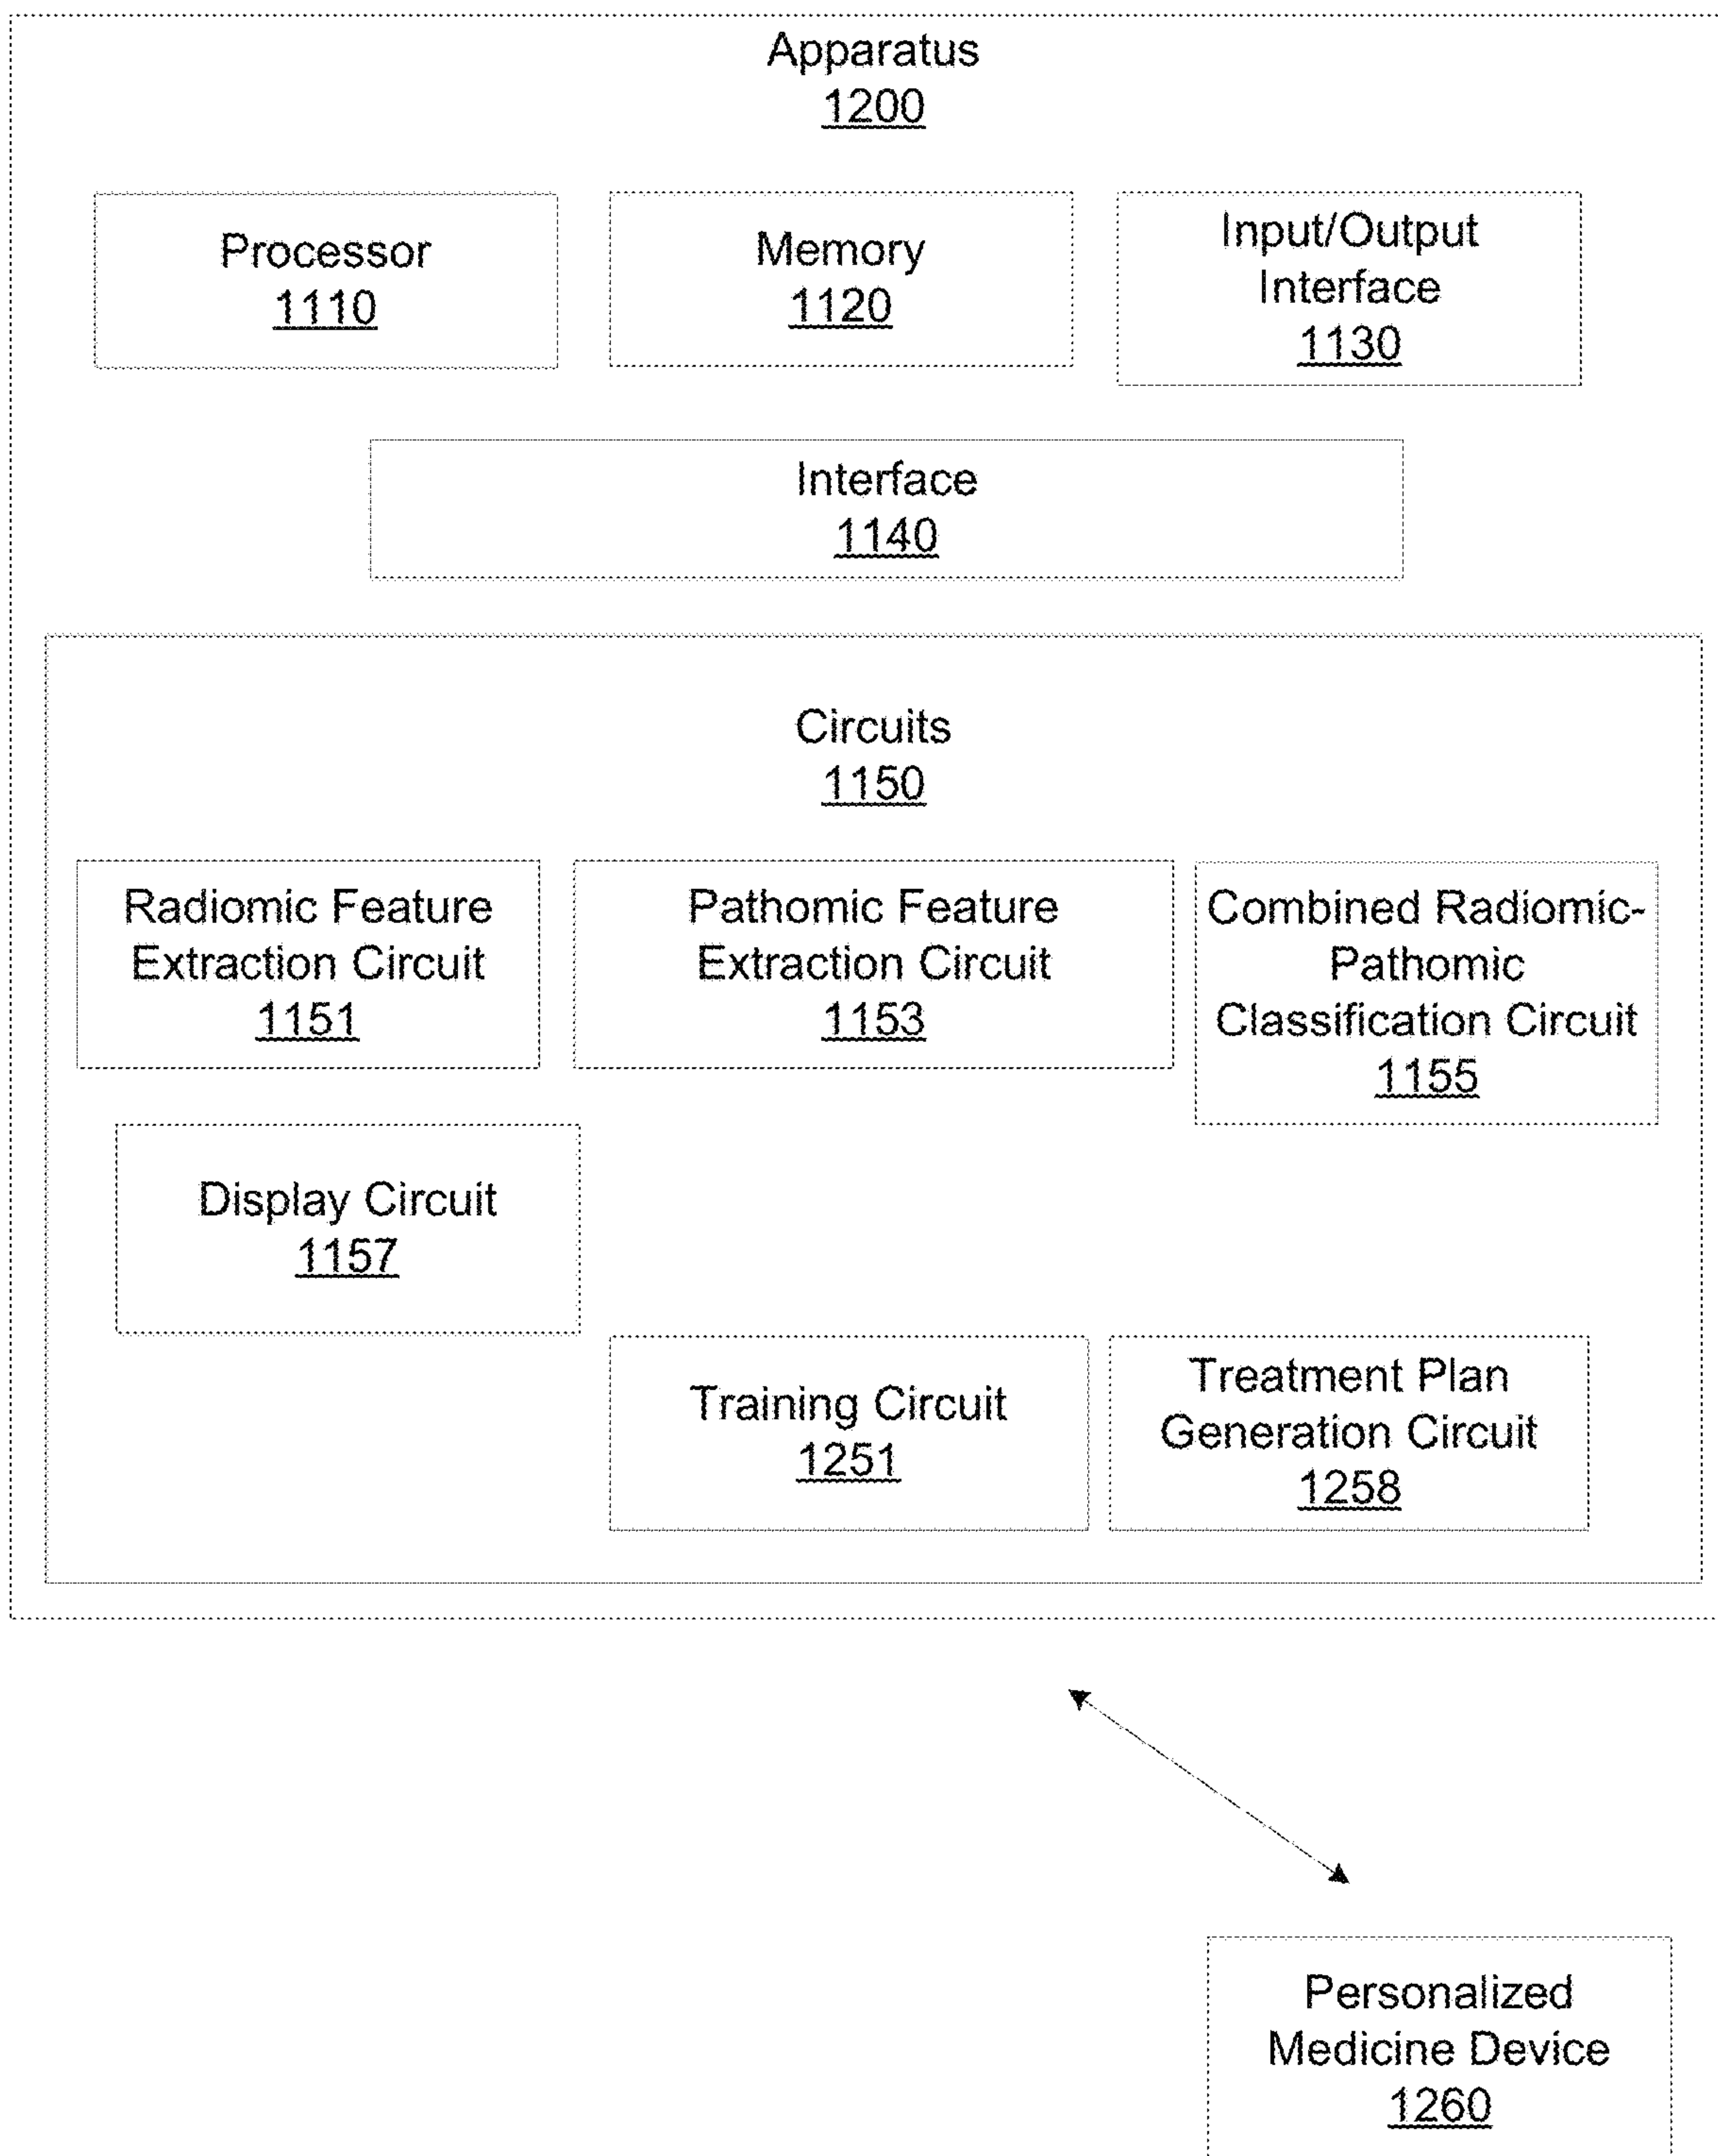 Apparatus
1200
Processor
1110
Memory
1120
Input/Output
Interface
1130
Interface
1140
Circuits
1150
Radiomic Feature
Extraction Circuit
1151
Pathomic Feature
Extraction Circuit
1153
Combined Radiomic-
Pathomic
Classification Circuit
1155
Display Circuit
1157
Training Circuit
1251
Treatment Plan
Generation Circuit
1258
Personalized
Medicine Device
1260